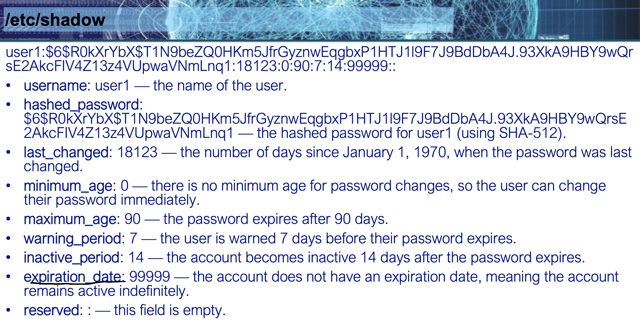 /etc/shadow
user1:$6$R0kXrYbX$T1N9beZQ0HKm5JfrGyznwEqgbxP1HTJ1l9F7J9BdDbA4J.93XkA9HBY9wQr
sE2AkcFIV4Z13z4VUpwaVNmLnq1:18123:0:90:7:14:99999::
• username: user1 — the name of the user.
• hashed_password:
$6$R0kXrYbX$T1N9beZQ0HKm5JfrGyznwEqgbxP1HTJ1l9F7J9BdDbA4J.93XkA9HBY9wQrsE
2AkcFIV4Z13z4VUpwaVNmLnq1 — the hashed password for user1 (using SHA-512).
• last_changed: 18123 — the number of days since January 1, 1970, when the password was last
changed.
• minimum_age: 0 — there is no minimum age for password changes, so the user can change
their password immediately.
• maximum_age: 90 — the password expires after 90 days.
• warning_period: 7 — the user is warned 7 days before their password expires.
• inactive_period: 14 — the account becomes inactive 14 days after the password expires.
• expiration_date: 99999 — the account does not have an expiration date, meaning the account
remains active indefinitely.
• reserved: : — this field is empty.